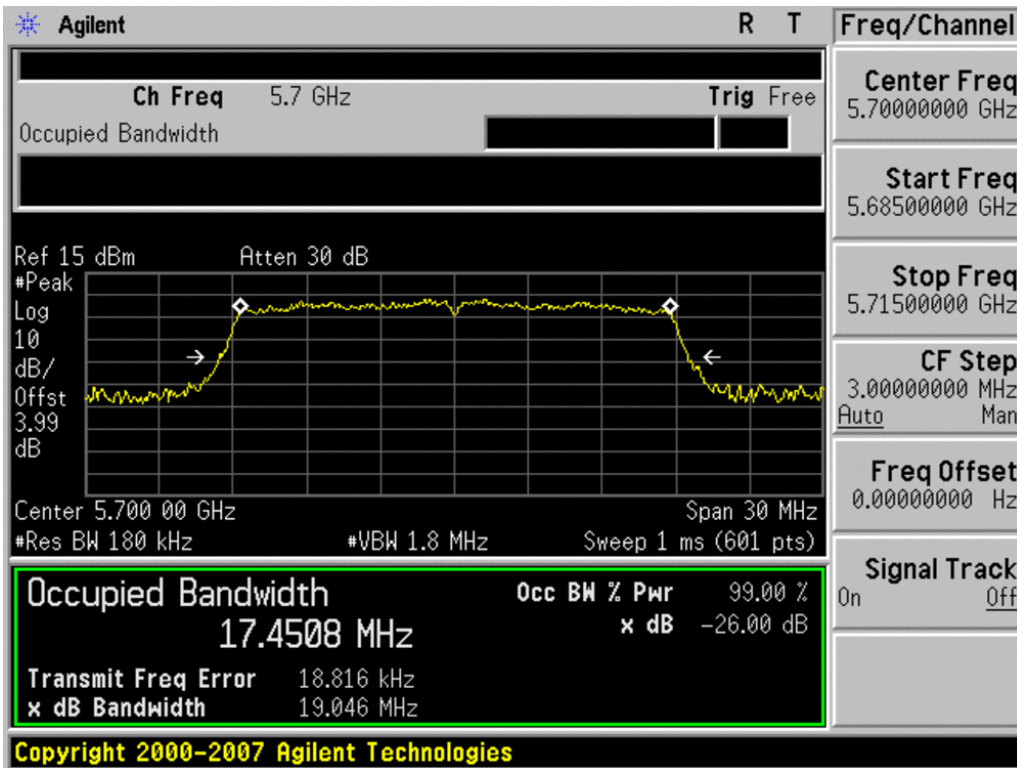 Agilent
R T
Freq/Channel
Ch Freq 5.7 GHz
Trig Free
Occupied Bandwidth
Center Freq
5.70000000 GHz
Start Freq
5.68500000 GHz
Stop Freq
5.71500000 GHz
CF Step
3.00000000 MHz
Auto Man
Freq Offset
0.00000000 Hz
Signal Track
On Off
Ref 15 dBm
Atten 30 dB
#Peak
Log
10
dB/
Offst
3.99
dB
Center 5.700 00 GHz
Span 30 MHz
#Res BW 180 kHz
#VBW 1.8 MHz
Sweep 1 ms (601 pts)
Occupied Bandwidth
17.4508 MHz
Occ BW % Pwr 99.00 %
x dB -26.00 dB
Transmit Freq Error 18.816 kHz
x dB Bandwidth 19.046 MHz
Copyright 2000-2007 Agilent Technologies